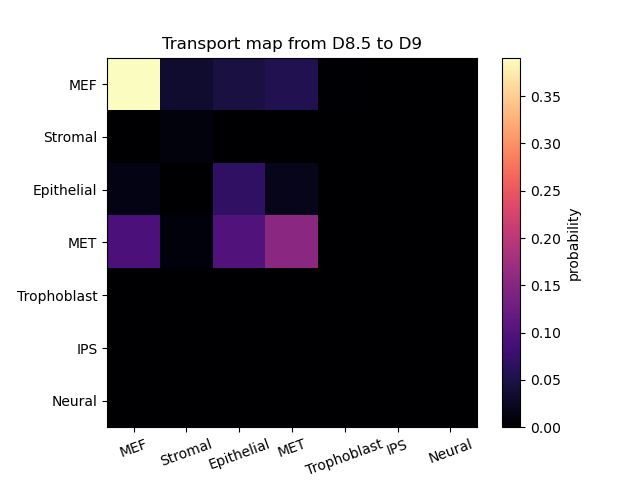 Transport map from D8.5 to D9
MEF
Stromal
Epithelial
MET
Trophoblast
IPS
Neural
MEF
Stromal
Epithelial
MET
Trophoblast
IPS
Neural
0.35
0.30
0.25
0.20
0.15
0.10
0.05
0.00
probability